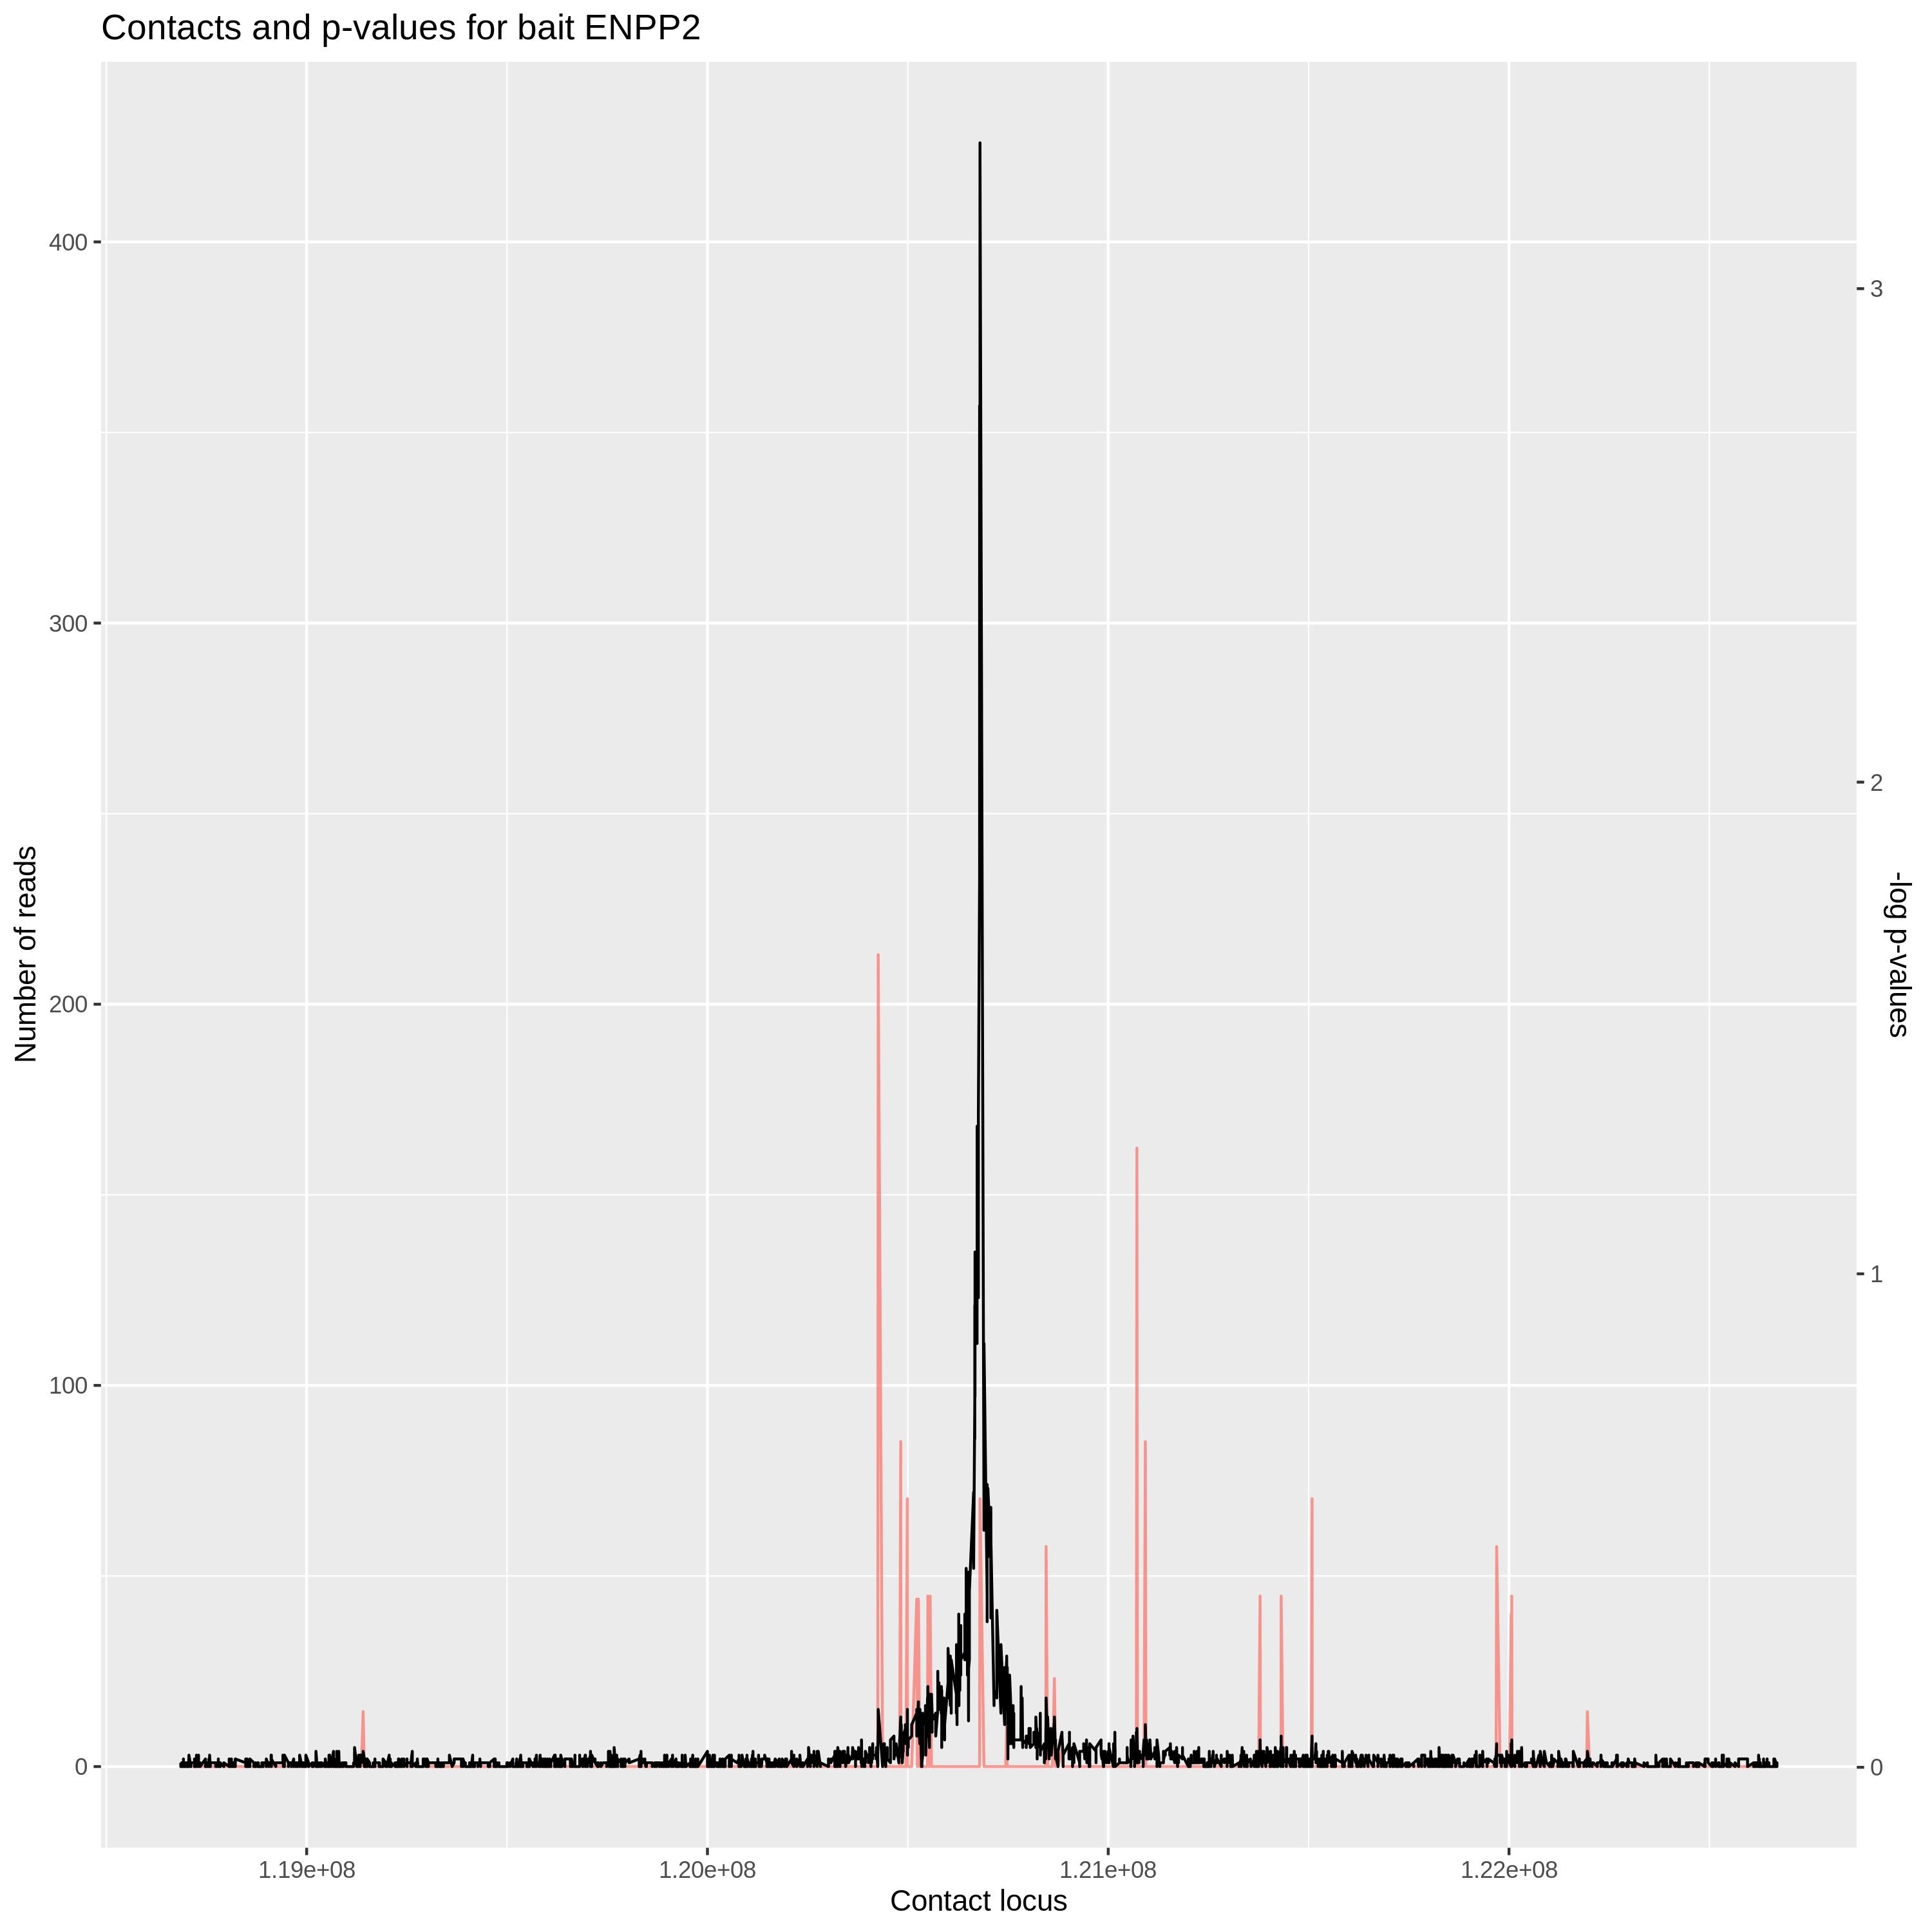 Contacts and p-values for bait ENPP2
400
300
200
100
0
Number of reads
3
2
1
0
-log p-values
1.19e+08
1.20e+08
1.21e+08
1.22e+08
Contact locus